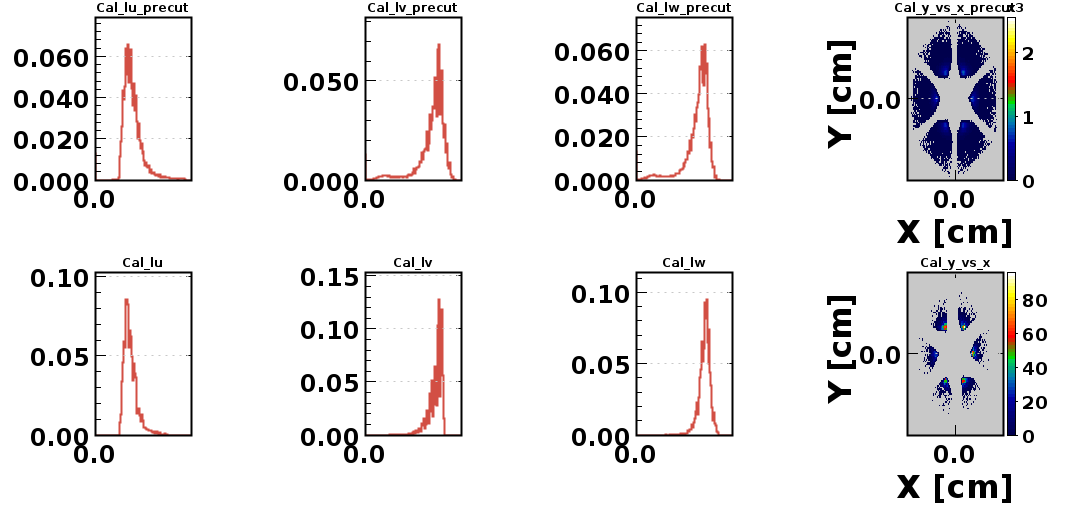 Cal_lu_precut
0.060
0.040
0.020
0.000
0.0
Cal_lv_precut
0.050
0.000
0.0
Cal_lw_precut
0.060
0.040
0.020
0.000
0.0
Cal_y_vs_x_precut
x3
Y [cm]
0.0
2
1
0
0.0
X [cm]
Cal_lu
0.10
0.05
0.00
0.0
Cal_lv
0.15
0.10
0.05
0.00
0.0
Cal_lw
0.10
0.05
0.00
0.0
Cal_y_vs_x
Y [cm]
0.0
80
60
40
20
0
0.0
X [cm]